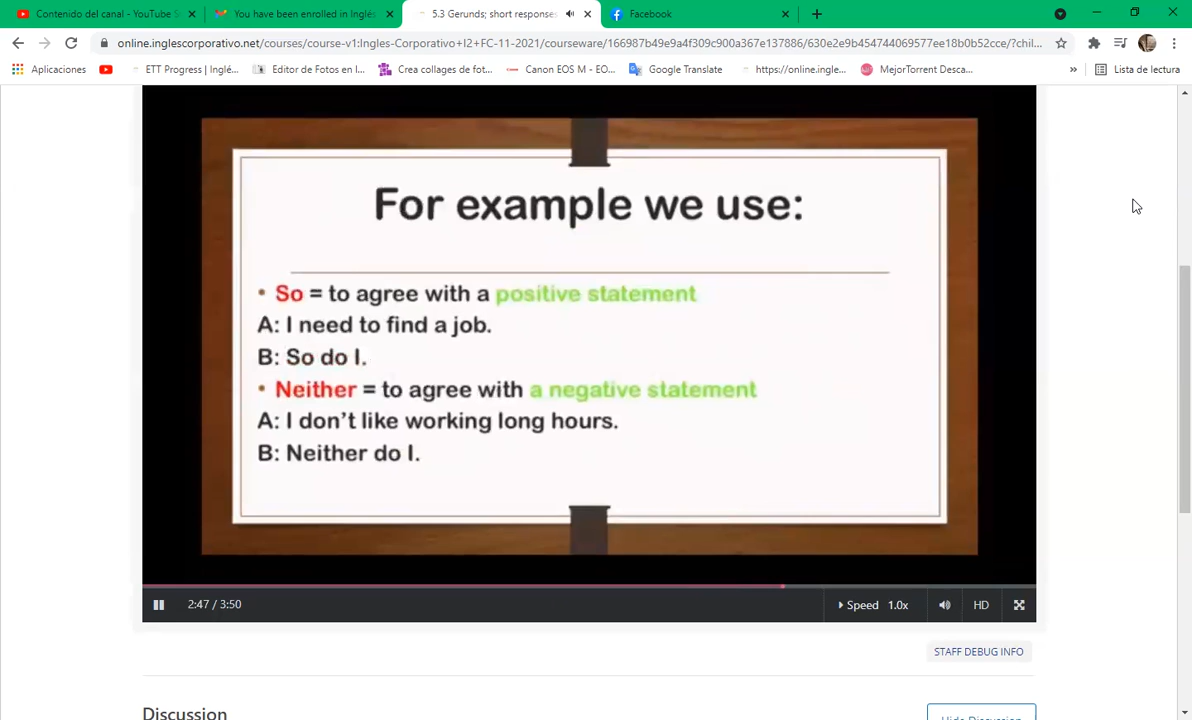 Contenido del canal - YouTube S
You have been enrolled in Inglés
5.3 Gerunds; short responses
Facebook
online.inglescorporativo.net/courses/course-v1:Ingles-Corporativo+I2+FC-11-2021/courseware/166987b49e9a4f309c900a367e137886/630e2e9b454744069577ee18b0b52cce/?chil...
Aplicaciones
ETT Progress | Inglé...
Editor de Fotos en l...
Crea collages de fot...
Canon EOS M - EO...
Google Translate
https://online.ingle...
MejorTorrent Desca...
»
Lista de lectura
For example we use:
• So = to agree with a positive statement
A: I need to find a job.
B: So do I.
• Neither = to agree with a negative statement
A: I don't like working long hours.
B: Neither do I.
2:47 / 3:50
Speed 1.0x
HD
STAFF DEBUG INFO
Discussion
Hide Discussion